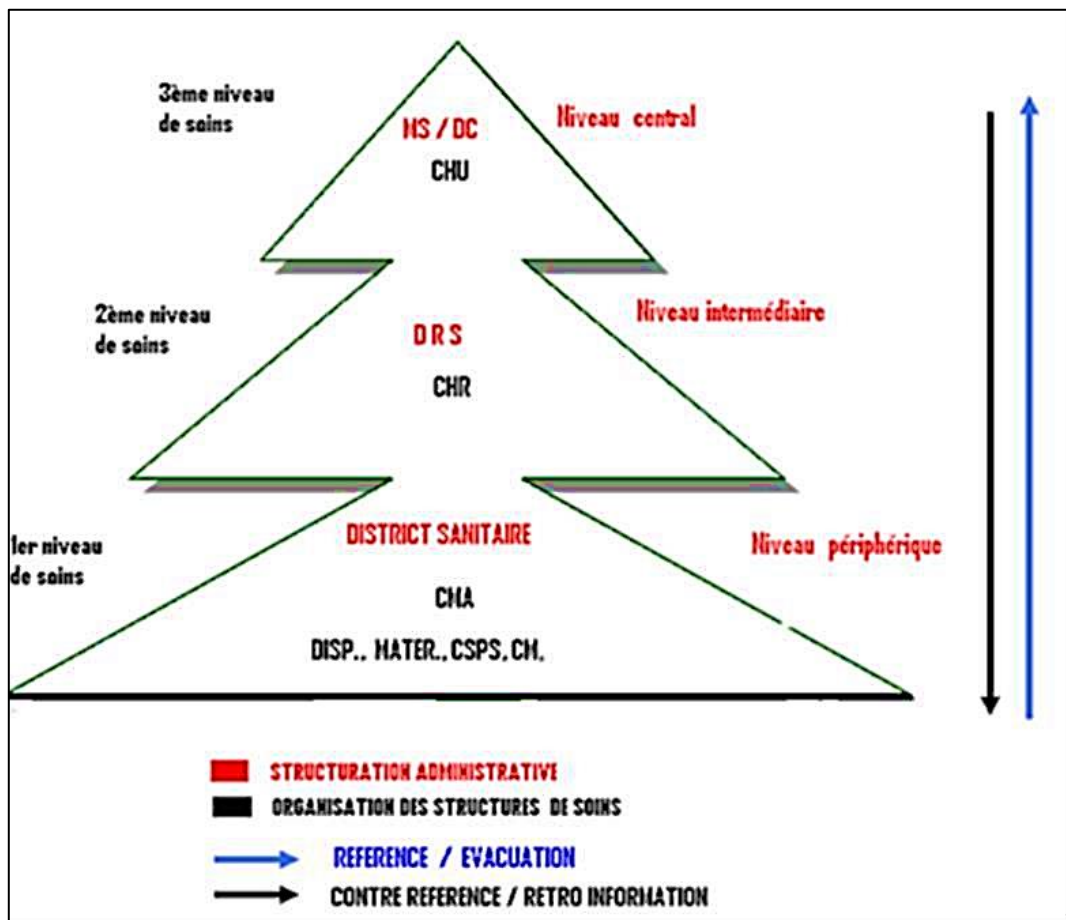 3ème niveau
de soins
Niveau central
MS / DC
CHU
2ème niveau
de soins
Niveau intermédiaire
D R S
CHR
1er niveau
de soins
DISTRICT SANITAIRE
Niveau périphérique
CMA
DISP., MATER., CSPS, CM.
STRUCTURATION ADMINISTRATIVE
ORGANISATION DES STRUCTURES DE SOINS
REFERENCE / EVACUATION
CONTRE REFERENCE / RETRO INFORMATION